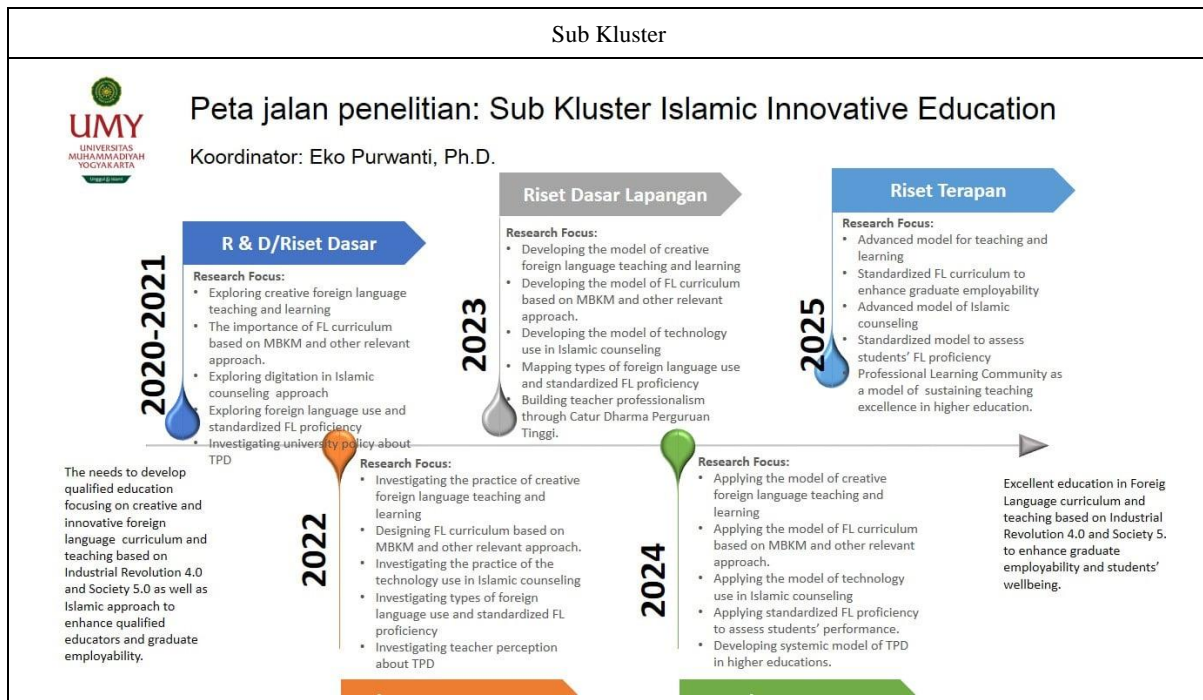 Sub Kluster
UMY
UNIVERSITAS
MUHAMMADIYAH
YOGYAKARTA
Peta jalan penelitian: Sub Kluster Islamic Innovative Education
Koordinator: Eko Purwanti, Ph.D.
2020-2021
R & D/Riset Dasar
Research Focus:
• Exploring creative foreign language
teaching and learning
• The importance of FL curriculum
based on MBKM and other relevant
approach.
• Exploring digitation in Islamic
counseling approach
• Exploring foreign language use and
standardized FL proficiency
• Investigating university policy about
TPD
2023
Riset Dasar Lapangan
Research Focus:
• Developing the model of creative
foreign language teaching and learning
• Developing the model of FL curriculum
based on MBKM and other relevant
approach.
• Developing the model of technology
use in Islamic counseling
• Mapping types of foreign language use
and standardized FL proficiency
• Building teacher professionalism
through Catur Dharma Perguruan
Tinggi.
2025
Riset Terapan
Research Focus:
• Advanced model for teaching and
learning
• Standardized FL curriculum to
enhance graduate employability
• Advanced model of Islamic
counseling
• Standardized model to assess
students' FL proficiency
• Professional Learning Community as
a model of sustaining teaching
excellence in higher education.
The needs to develop
qualified education
focusing on creative and
innovative foreign
language curriculum and
teaching based on
Industrial Revolution 4.0
and Society 5.0 as well as
Islamic approach to
enhance qualified
educators and graduate
employability.
2022
Research Focus:
• Investigating the practice of creative
foreign language teaching and
learning
• Designing FL curriculum based on
MBKM and other relevant approach.
• Investigating the practice of the
technology use in Islamic counseling
• Investigating types of foreign
language use and standardized FL
proficiency
• Investigating teacher perception
about TPD
2024
Research Focus:
• Applying the model of creative
foreign language teaching and
learning
• Applying the model of FL curriculum
based on MBKM and other relevant
approach.
• Applying the model of technology
use in Islamic counseling
• Applying standardized FL proficiency
to assess students' performance.
• Developing systemic model of TPD
in higher educations.
Excellent education in Foreig
Language curriculum and
teaching based on Industrial
Revolution 4.0 and Society 5.
to enhance graduate
employability and students'
wellbeing.